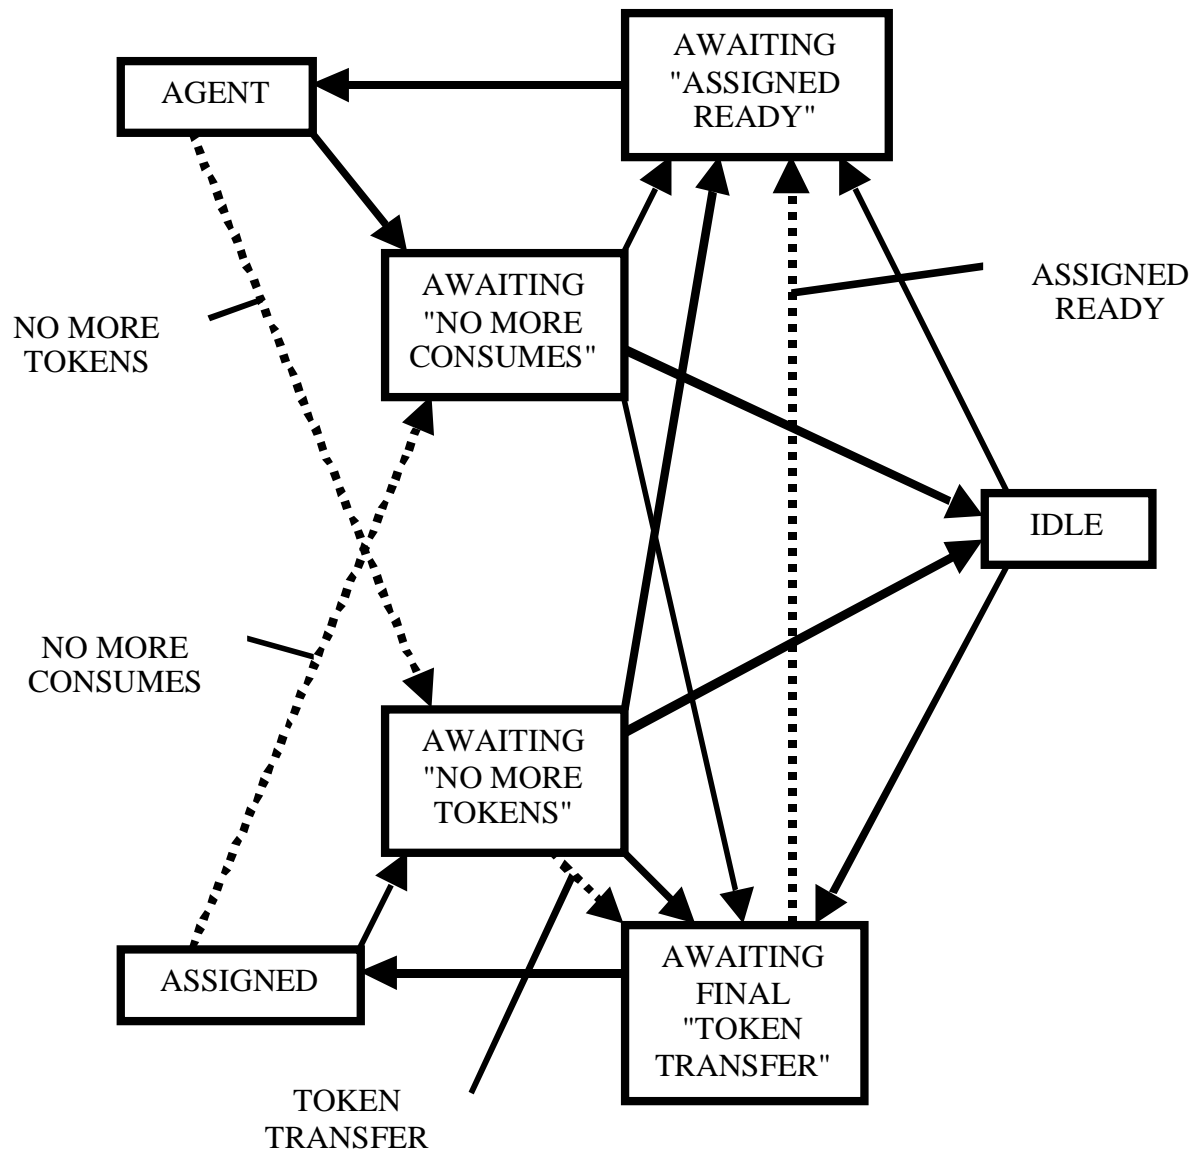 AWAITING
"ASSIGNED
READY"
AGENT
AWAITING
"NO MORE
CONSUMES"
ASSIGNED
READY
NO MORE
TOKENS
IDLE
NO MORE
CONSUMES
AWAITING
"NO MORE
TOKENS"
ASSIGNED
AWAITING
FINAL
"TOKEN
TRANSFER"
TOKEN
TRANSFER